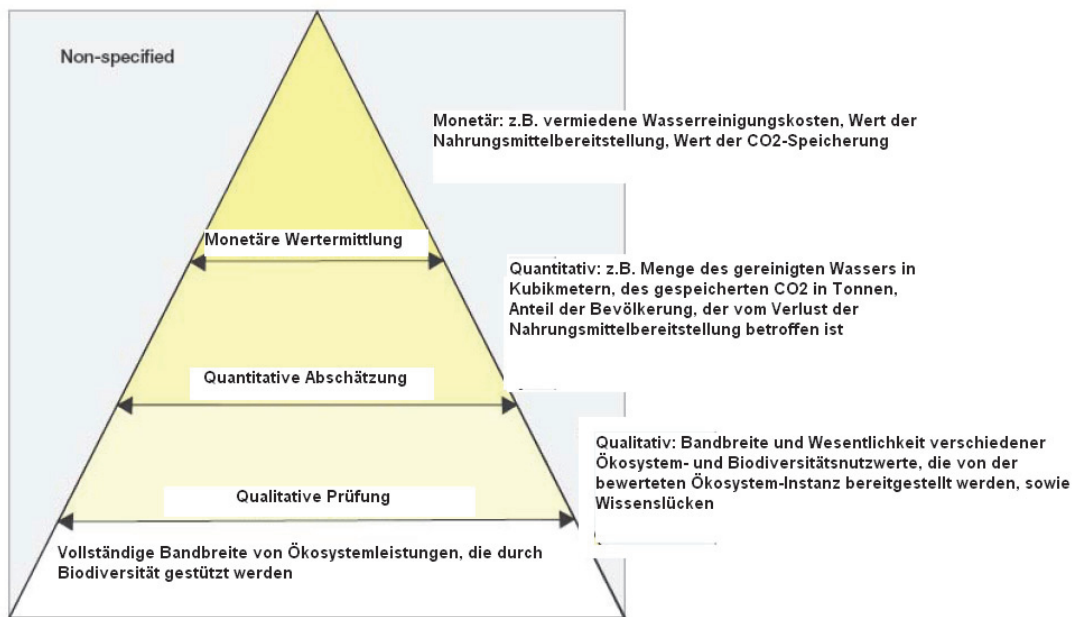 Non-specified
Monetär: z.B. vermiedene Wasserreinigungskosten, Wert der
Nahrungsmittelbereitstellung, Wert der CO2-Speicherung
Monetäre Wertermittlung
Quantitativ: z.B. Menge des gereinigten Wassers in
Kubikmetern, des gespeicherten CO2 in Tonnen,
Anteil der Bevölkerung, der vom Verlust der
Nahrungsmittelbereitstellung betroffen ist
Quantitative Abschätzung
Qualitativ: Bandbreite und Wesentlichkeit verschiedener
Ökosystem- und Biodiversitätsnutzwerte, die von der
bewerteten Ökosystem-Instanz bereitgestellt werden, sowie
Wissenslücken
Qualitative Prüfung
Vollständige Bandbreite von Ökosystemleistungen, die durch
Biodiversität gestützt werden